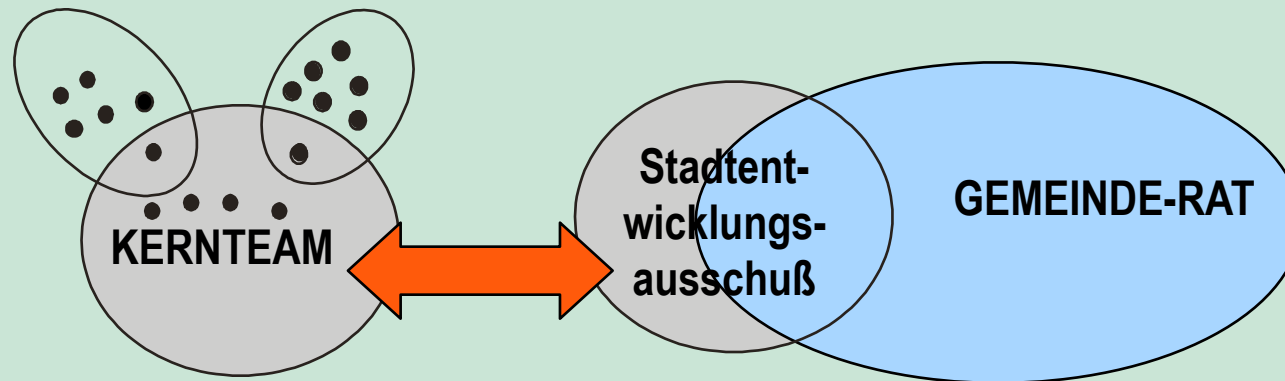 KERNTEAM
Stadtent-
wicklungs-
ausschuß
GEMEINDE-RAT